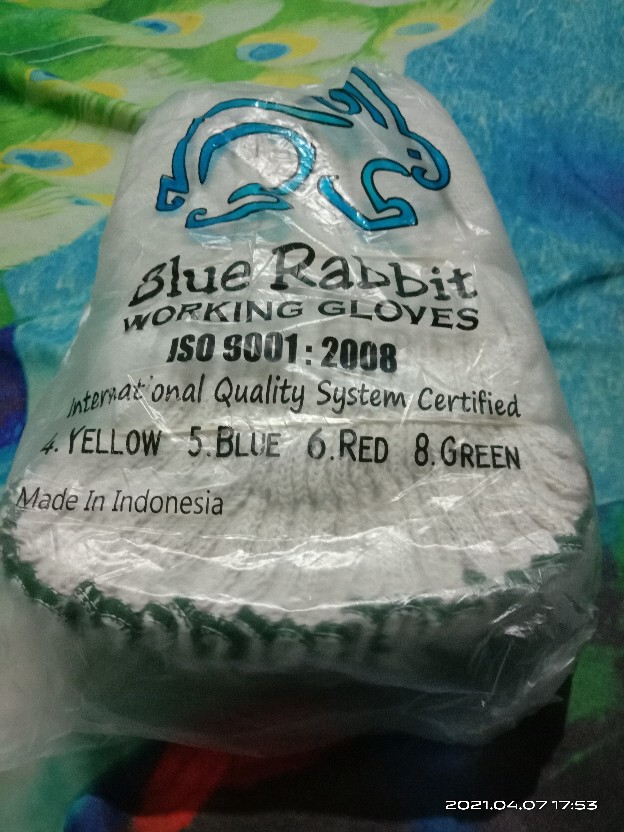 Blue Rabbit
WORKING GLOVES
ISO 9001 : 2008
International Quality System Certified
4. YELLOW 5.BLUE 6.RED 8.GREEN
Made In Indonesia
2021.04.07 17:53